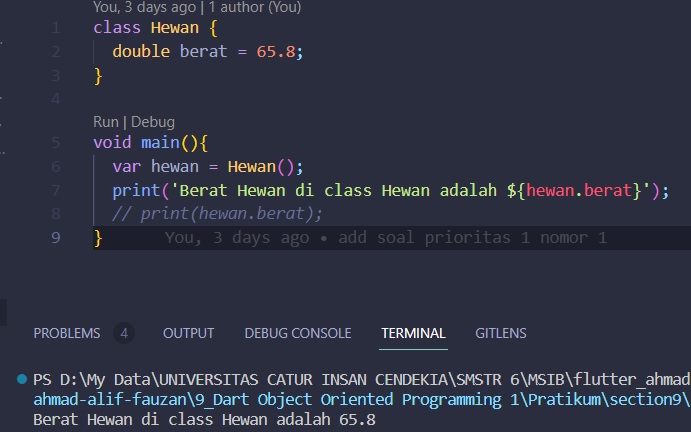 You, 3 days ago | 1 author (You)
1 class Hewan {
2 double berat = 65.8;
3 }
4
Run | Debug
5 void main(){
6 var hewan = Hewan();
7 print('Berat Hewan di class Hewan adalah ${hewan.berat}');
8 // print(hewan.berat);
9 } You, 3 days ago • add soal prioritas 1 nomor 1
PROBLEMS 4 OUTPUT DEBUG CONSOLE TERMINAL GITLENS
PS D:\My Data\UNIVERSITAS CATUR INSAN CENDEKIA\SMSTR 6\MSIB\flutter_ahmad
ahmad-alif-fauzan\9_Dart Object Oriented Programming 1\Pratikum\section9\
Berat Hewan di class Hewan adalah 65.8